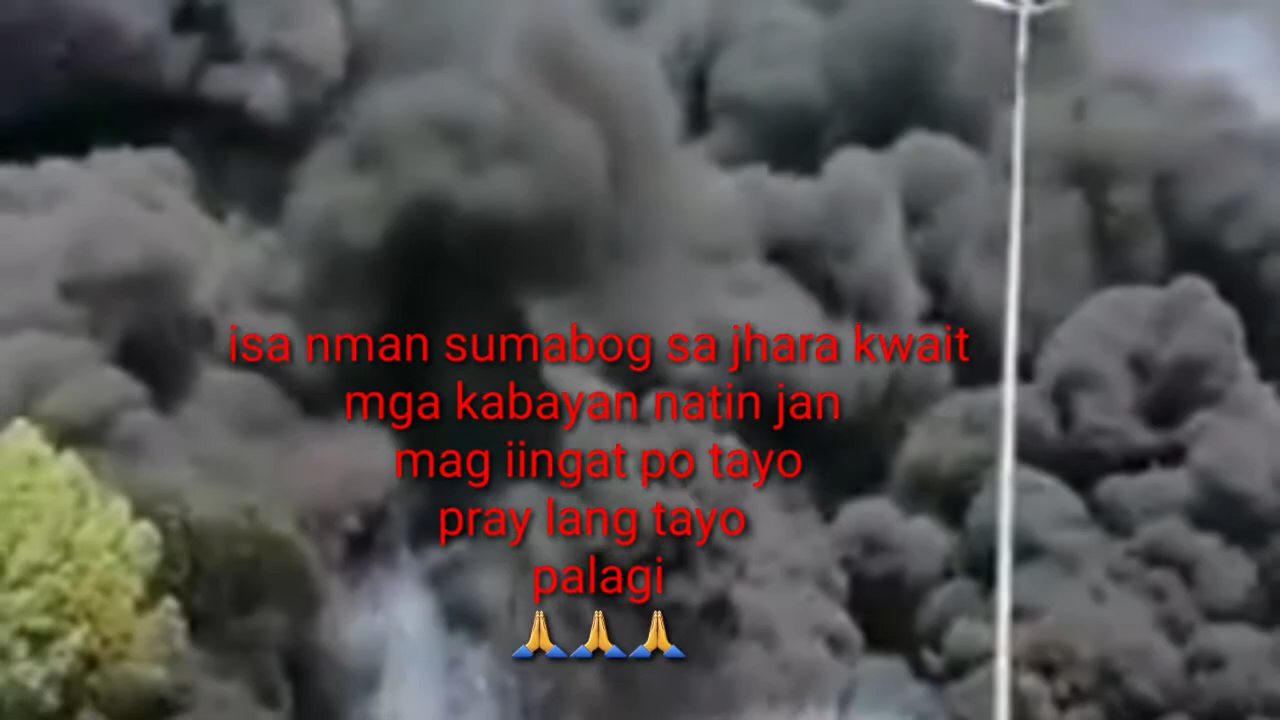 isa nman sumabog sa jhara kwait
mga kabayan natin jan
mag iingat po tayo
pray lang tayo
palagi
🙏🙏🙏